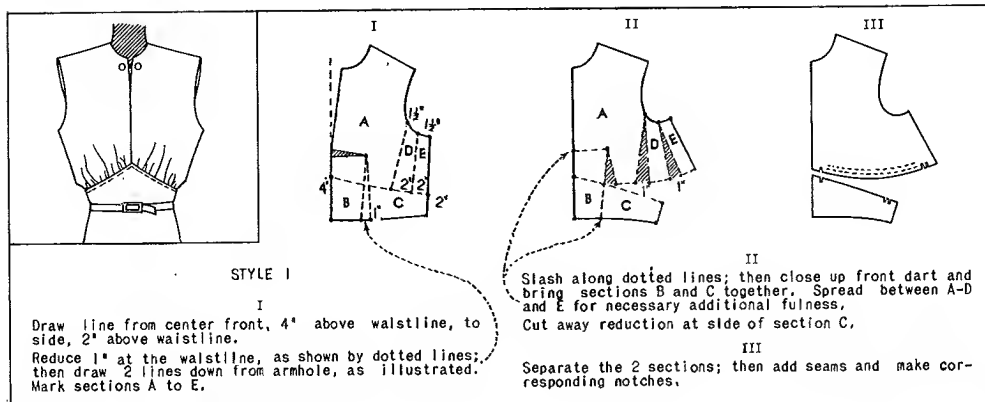 I
II
III
A
1½"
1½"
D
E
4"
2"
2"
B
C
1"
2"
A
D
E
1"
1"
B
C
STYLE I
I
Draw line from center front, 4" above waistline, to
side, 2" above waistline.
Reduce 1" at the waistline, as shown by dotted lines;
then draw 2 lines down from armhole, as illustrated.
Mark sections A to E.
II
Slash along dotted lines; then close up front dart and
bring sections B and C together. Spread between A-D
and E for necessary additional fulness.
Cut away reduction at side of section C.
III
Separate the 2 sections; then add seams and make cor-
responding notches.